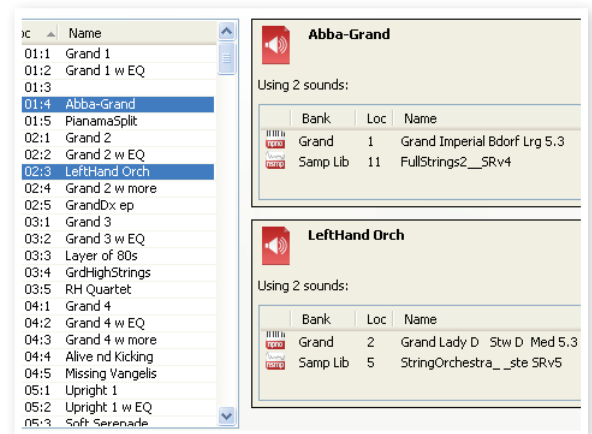 oc Name
01:1 Grand 1
01:2 Grand 1 w EQ
01:3
01:4 Abba-Grand
01:5 PianamaSplit
02:1 Grand 2
02:2 Grand 2 w EQ
02:3 LeftHand Orch
02:4 Grand 2 w more
02:5 GrandDx ep
03:1 Grand 3
03:2 Grand 3 w EQ
03:3 Layer of 80s
03:4 GrdHighStrings
03:5 RH Quartet
04:1 Grand 4
04:2 Grand 4 w EQ
04:3 Grand 4 w more
04:4 Alive nd Kicking
04:5 Missing Vangelis
05:1 Upright 1
05:2 Upright 1 w EQ
05:3 Soft Serenade
Abba-Grand
Using 2 sounds:
Bank Loc Name
npno Grand 1 Grand Imperial Bdorf Lrg 5.3
nsmp Samp Lib 11 FullStrings2__SRv4
LeftHand Orch
Using 2 sounds:
Bank Loc Name
npno Grand 2 Grand Lady D Stw D Med 5.3
nsmp Samp Lib 5 StringOrchestra_ _ste SRv5